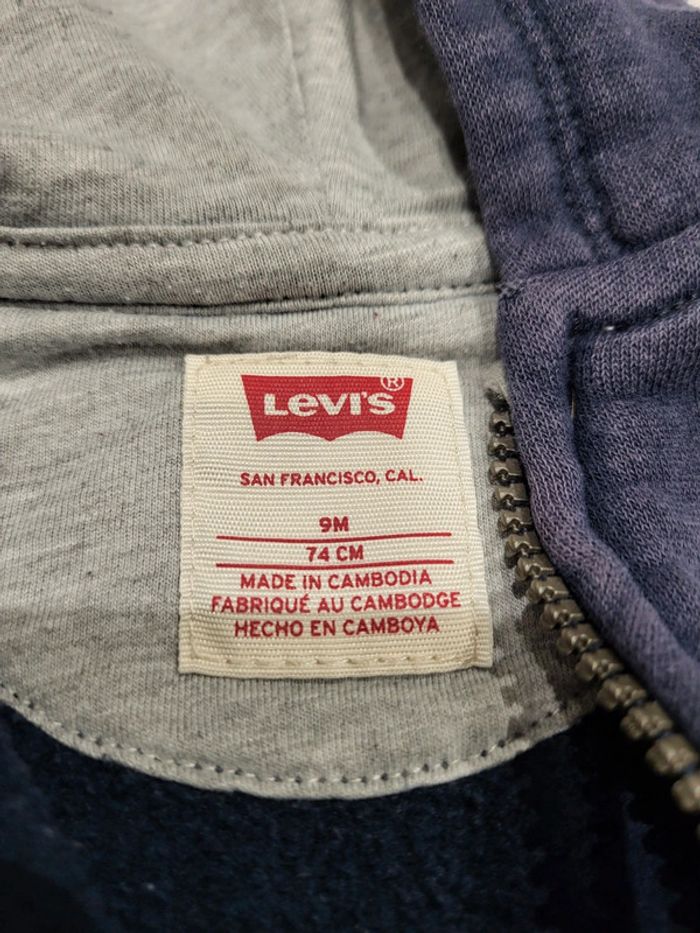 LEVI'S ®
SAN FRANCISCO, CAL.
9M
74 CM
MADE IN CAMBODIA
FABRIQUÉ AU CAMBODGE
HECHO EN CAMBOYA